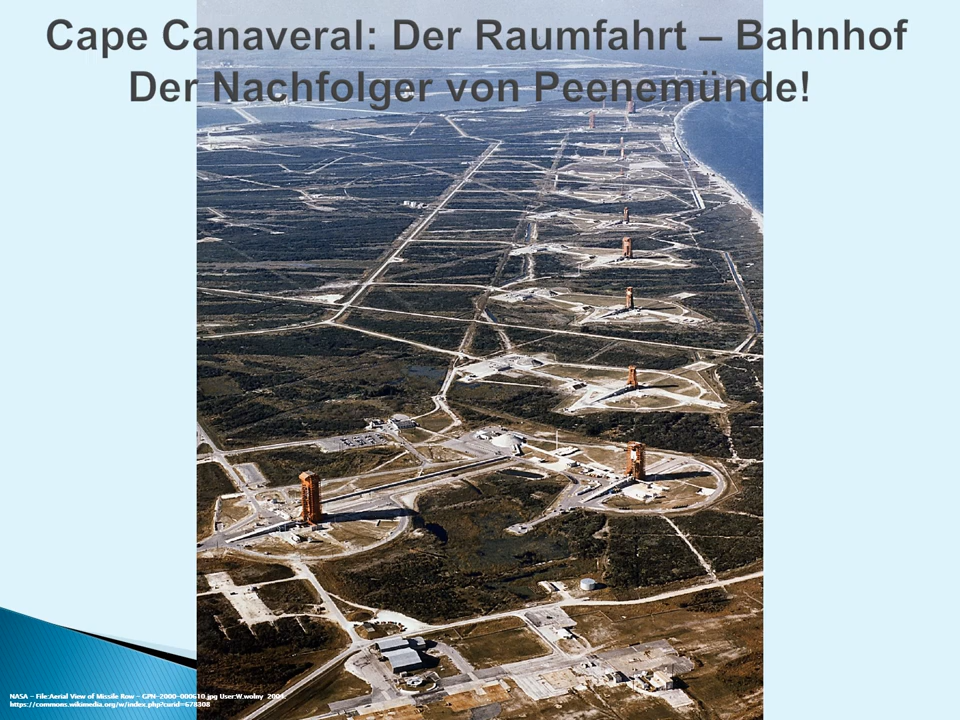 Cape Canaveral: Der Raumfahrt – Bahnhof
Der Nachfolger von Peenemünde!
NASA – File:Aerial View of Missile Row – GPN-2000-000610.jpg User:W.wolny 2004.
https://commons.wikimedia.org/w/index.php?curid=678308